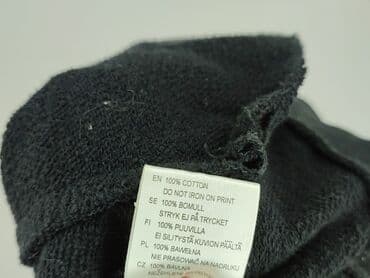 EN 100% COTTON
DO NOT IRON ON PRINT
SE 100% BOMULL
STRYK EJ PÅ TRYCKET
FI 100% PUUVILLA
EI SILITYSTÄ KUVION PÄÄLTÄ
PL 100% BAWEŁNA
NIE PRASOWAĆ NA NADRUKU
CZ 100% BAVLNA
NEŽEHLETE